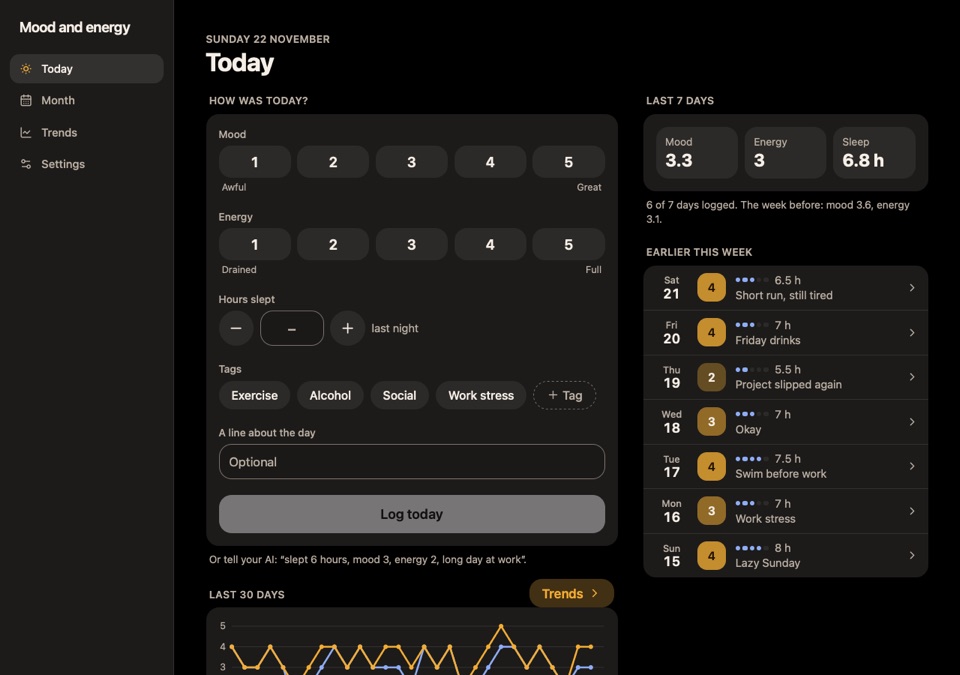 Mood and energy
Today
Month
Trends
Settings
SUNDAY 22 NOVEMBER
Today
HOW WAS TODAY?
Mood
1 2 3 4 5
Awful Great
Energy
1 2 3 4 5
Drained Full
Hours slept
− – + last night
Tags
Exercise Alcohol Social Work stress + Tag
A line about the day
Optional
Log today
Or tell your AI: “slept 6 hours, mood 3, energy 2, long day at work”.
LAST 30 DAYS
Trends
5
4
3
LAST 7 DAYS
Mood Energy Sleep
3.3 3 6.8 h
6 of 7 days logged. The week before: mood 3.6, energy
3.1.
EARLIER THIS WEEK
Sat 21 4 6.5 h
Short run, still tired
Fri 20 4 7 h
Friday drinks
Thu 19 2 5.5 h
Project slipped again
Wed 18 3 7 h
Okay
Tue 17 4 7.5 h
Swim before work
Mon 16 3 7 h
Work stress
Sun 15 4 8 h
Lazy Sunday